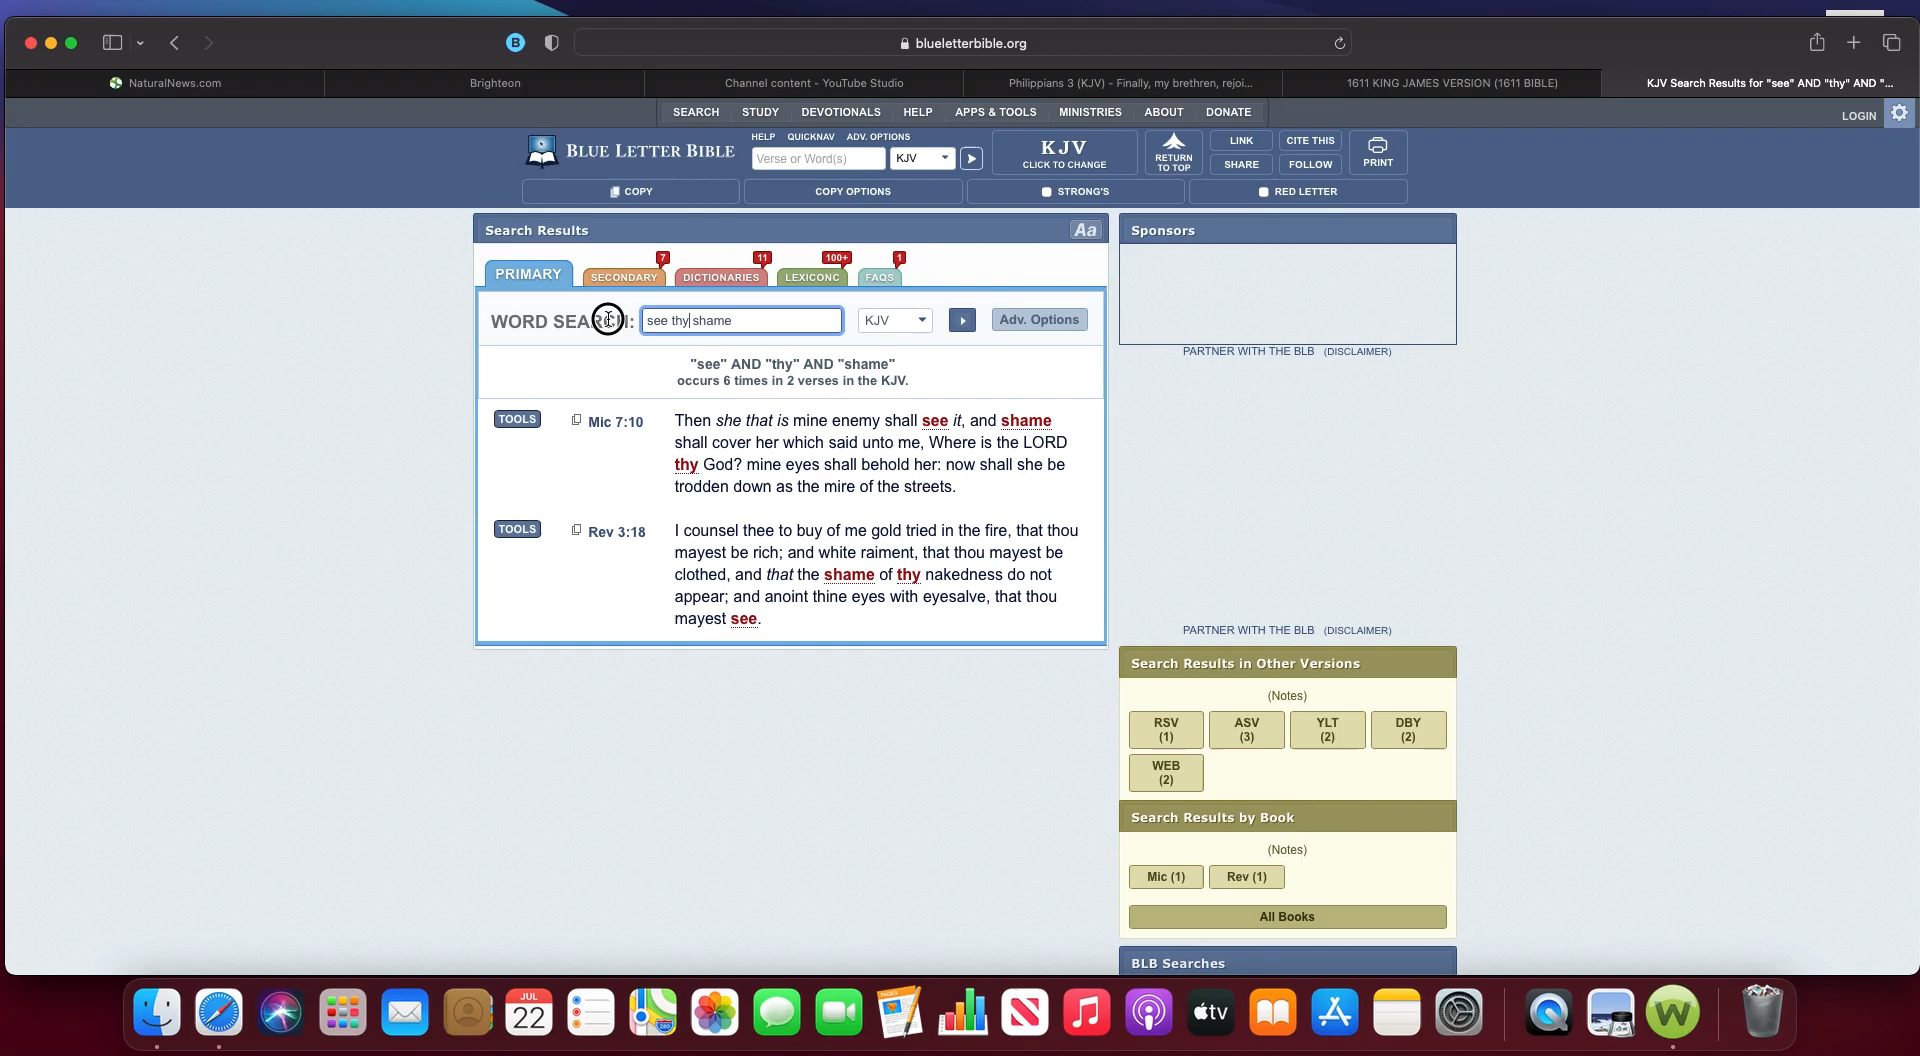 B
blueletterbible.org
NaturalNews.com
Brighteon
Channel content - YouTube Studio
Philippians 3 (KJV) - Finally, my brethren, rejoi...
1611 KING JAMES VERSION (1611 BIBLE)
KJV Search Results for "see" AND "thy" AND "...
SEARCH STUDY DEVOTIONALS HELP APPS & TOOLS MINISTRIES ABOUT DONATE
LOGIN
BLUE LETTER BIBLE
HELP QUICKNAV ADV. OPTIONS
Verse or Word(s)
KJV
KJV
CLICK TO CHANGE
RETURN
TO TOP
LINK
CITE THIS
SHARE
FOLLOW
PRINT
COPY
COPY OPTIONS
STRONG'S
RED LETTER
Search Results
Aa
PRIMARY
SECONDARY
7
DICTIONARIES
11
LEXICONC
100+
FAQS
1
WORD SEARCH:
see thy shame
KJV
Adv. Options
"see" AND "thy" AND "shame"
occurs 6 times in 2 verses in the KJV.
TOOLS
Mic 7:10
Then she that is mine enemy shall see it, and shame
shall cover her which said unto me, Where is the LORD
thy God? mine eyes shall behold her: now shall she be
trodden down as the mire of the streets.
TOOLS
Rev 3:18
I counsel thee to buy of me gold tried in the fire, that thou
mayest be rich; and white raiment, that thou mayest be
clothed, and that the shame of thy nakedness do not
appear; and anoint thine eyes with eyesalve, that thou
mayest see.
Sponsors
PARTNER WITH THE BLB (DISCLAIMER)
PARTNER WITH THE BLB (DISCLAIMER)
Search Results in Other Versions
(Notes)
RSV
(1)
ASV
(3)
YLT
(2)
DBY
(2)
WEB
(2)
Search Results by Book
(Notes)
Mic (1)
Rev (1)
All Books
BLB Searches
JUL
22
PAGES
280
tv
W